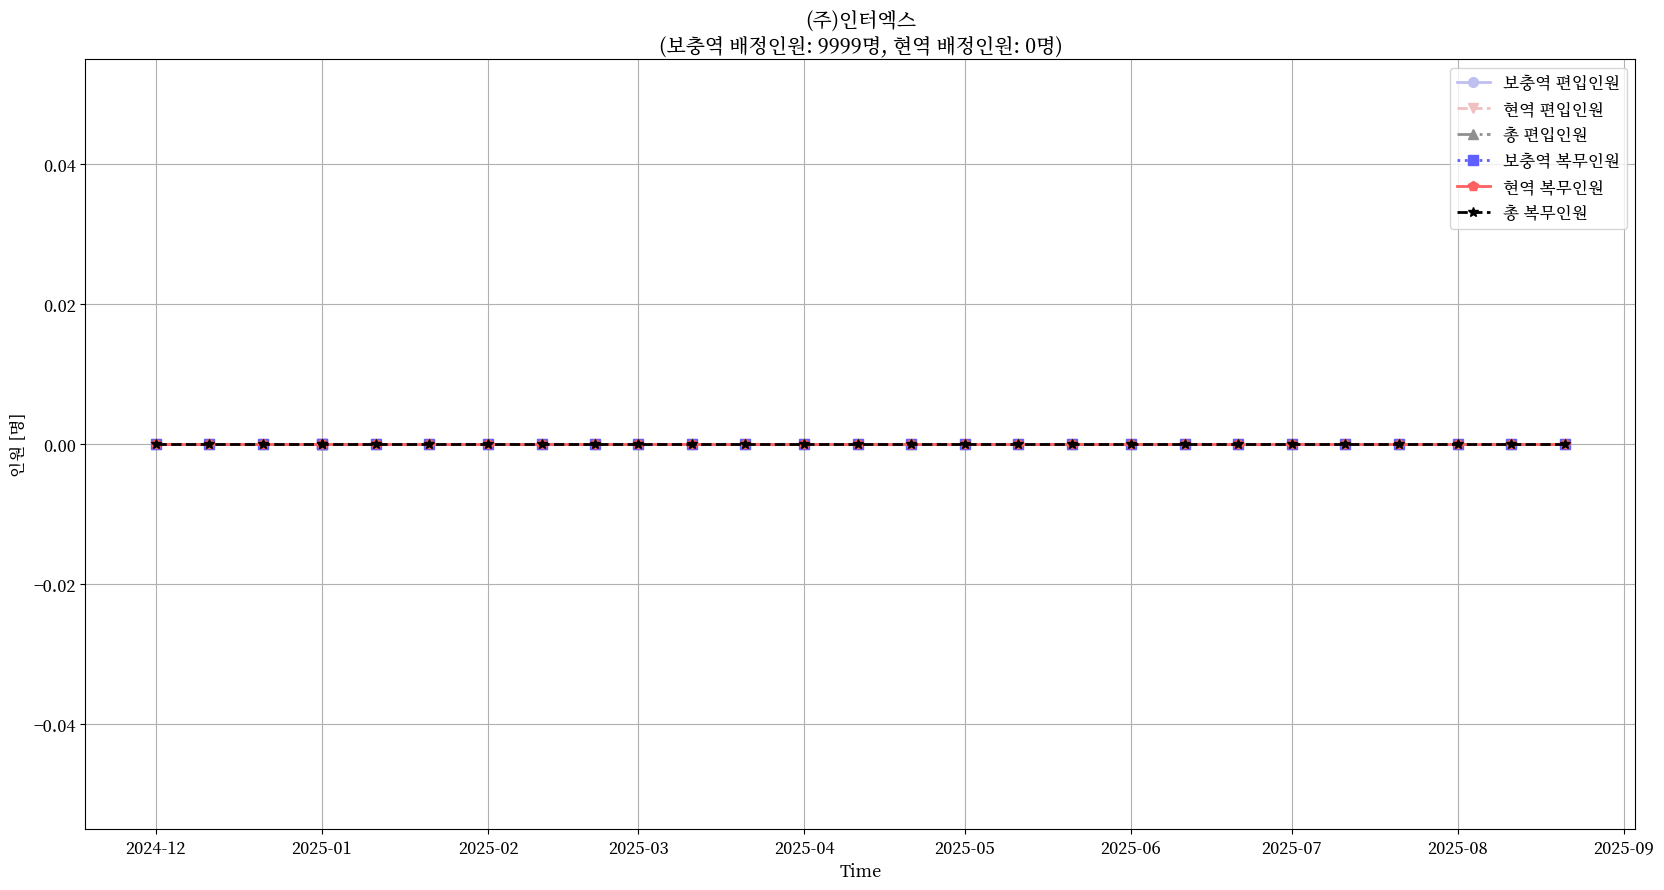 (주)인터엑스
(보충역 배정인원: 9999명, 현역 배정인원: 0명)
보충역 편입인원
현역 편입인원
총 편입인원
보충역 복무인원
현역 복무인원
총 복무인원
0.04
0.02
0.00
−0.02
−0.04
인원 [명]
2024-12 2025-01 2025-02 2025-03 2025-04 2025-05 2025-06 2025-07 2025-08 2025-09
Time